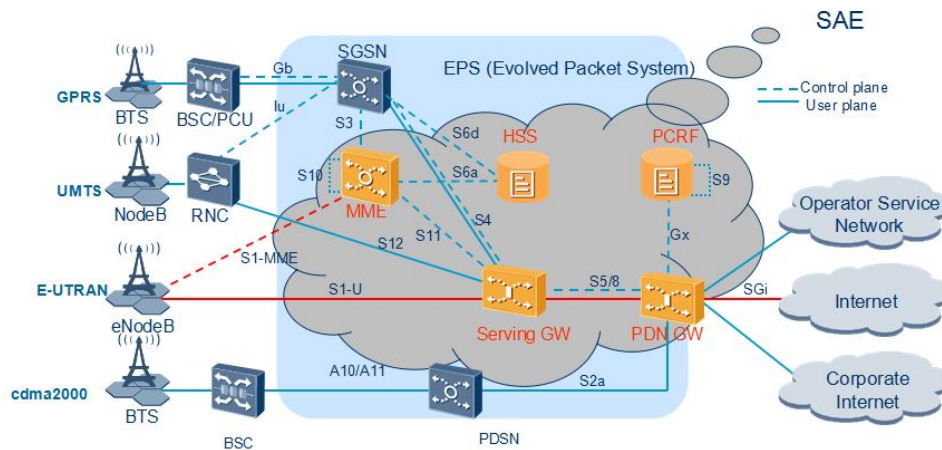 SAE
SGSN
EPS (Evolved Packet System)
Control plane
User plane
Gb
GPRS
BTS
BSC/PCU
Iu
S3
S6d
HSS
PCRF
S10
S6a
S9
UMTS
NodeB
RNC
MME
S4
Operator Service
Network
S11
Gx
S12
S1-MME
E-UTRAN
S1-U
S5/8
SGi
Internet
eNodeB
Serving GW
PDN GW
A10/A11
S2a
Corporate
Internet
cdma2000
BTS
BSC
PDSN